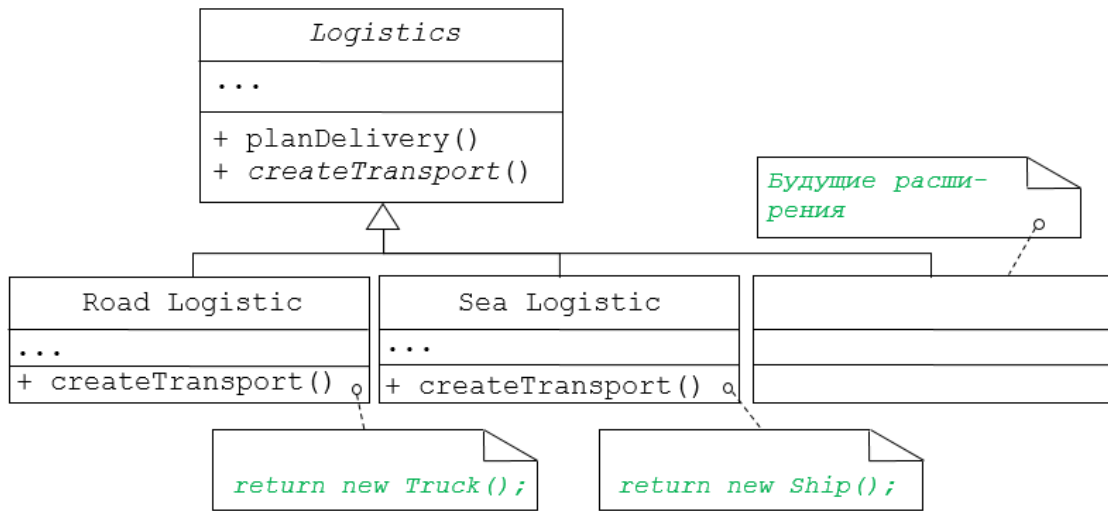 Logistics
...
+ planDelivery()
+ createTransport()
Будущие расши-
рения
Road Logistic
...
+ createTransport()
Sea Logistic
...
+ createTransport()
return new Truck();
return new Ship();